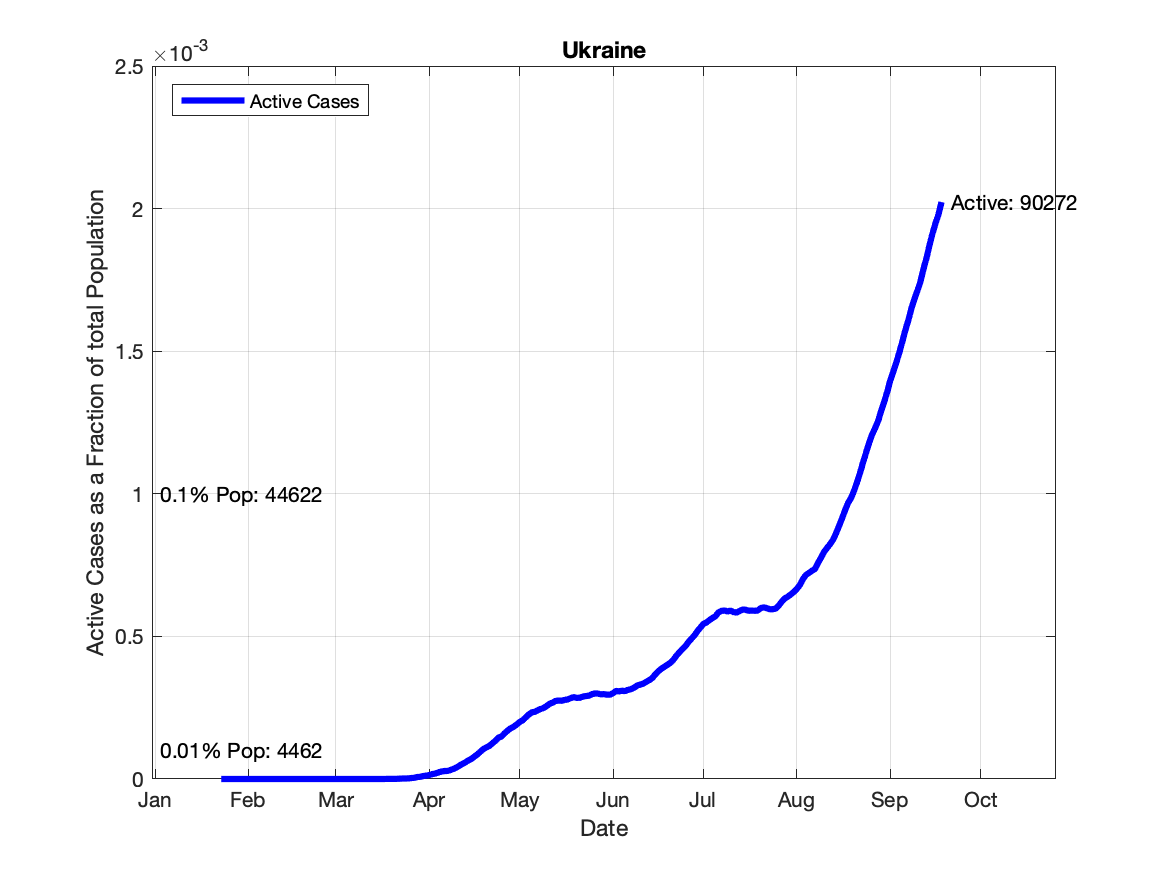 Ukraine
×10-3
2.5
2
1.5
1
0.5
0
Active Cases
Active: 90272
0.1% Pop: 44622
0.01% Pop: 4462
Active Cases as a Fraction of total Population
Jan Feb Mar Apr May Jun Jul Aug Sep Oct
Date